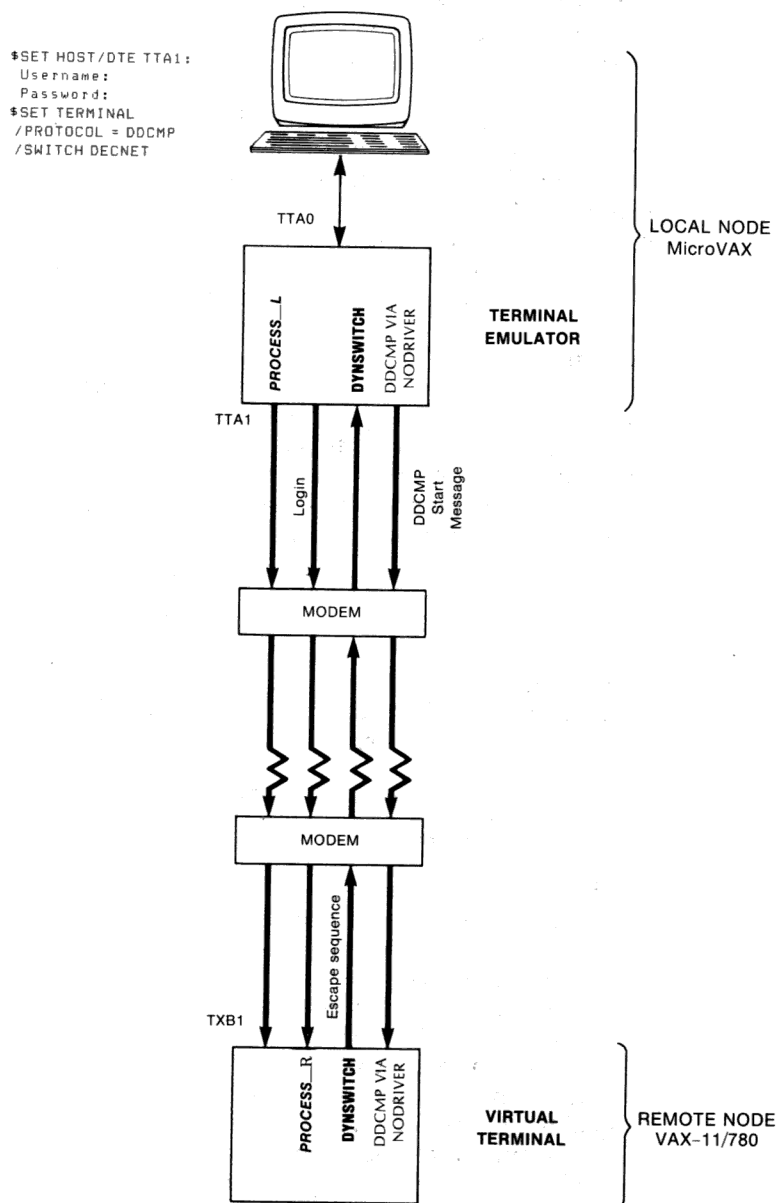 $SET HOST/DTE TTA1:
Username:
Password:
$SET TERMINAL
/PROTOCOL = DDCMP
/SWITCH DECNET
TTA0
LOCAL NODE
MicroVAX
PROCESS__L
DYNSWITCH
DDCMP VIA
NODRIVER
TERMINAL
EMULATOR
TTA1
Login
DDCMP
Start
Message
MODEM
MODEM
Escape sequence
TXB1
PROCESS__R
DYNSWITCH
DDCMP VIA
NODRIVER
VIRTUAL
TERMINAL
REMOTE NODE
VAX-11/780